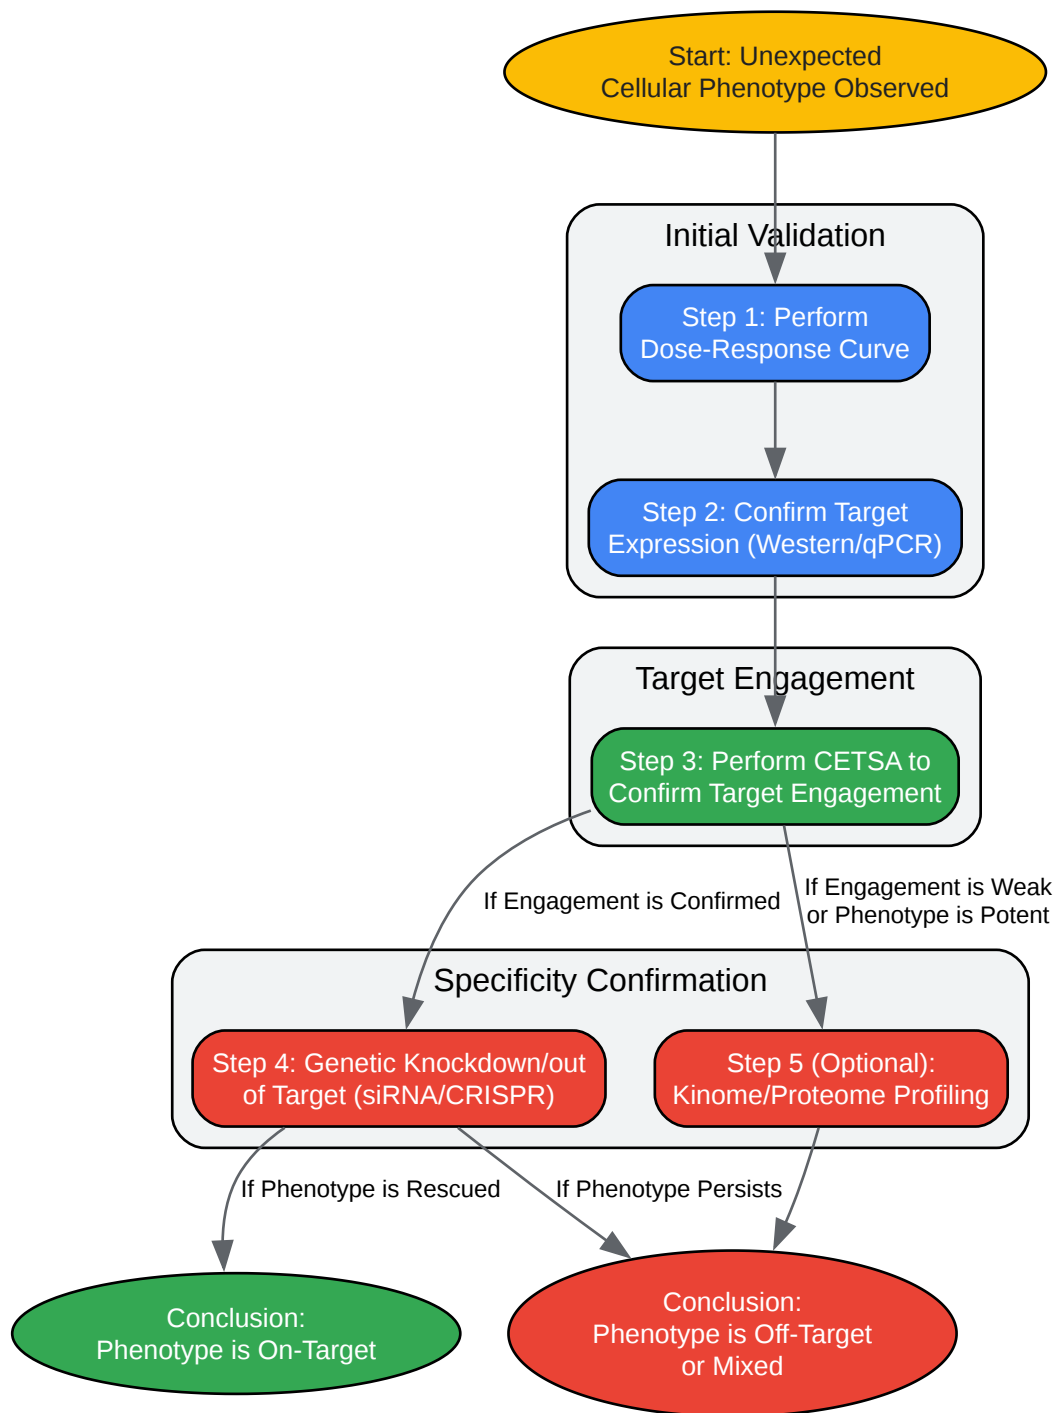 Start: Unexpected
Cellular Phenotype Observed
Initial Validation
Step 1: Perform
Dose-Response Curve
Step 2: Confirm Target
Expression (Western/qPCR)
Target Engagement
Step 3: Perform CETSA to
Confirm Target Engagement
If Engagement is Confirmed
If Engagement is Weak
or Phenotype is Potent
Specificity Confirmation
Step 4: Genetic Knockdown/out
of Target (siRNA/CRISPR)
Step 5 (Optional):
Kinome/Proteome Profiling
If Phenotype is Rescued
If Phenotype Persists
Conclusion:
Phenotype is On-Target
Conclusion:
Phenotype is Off-Target
or Mixed